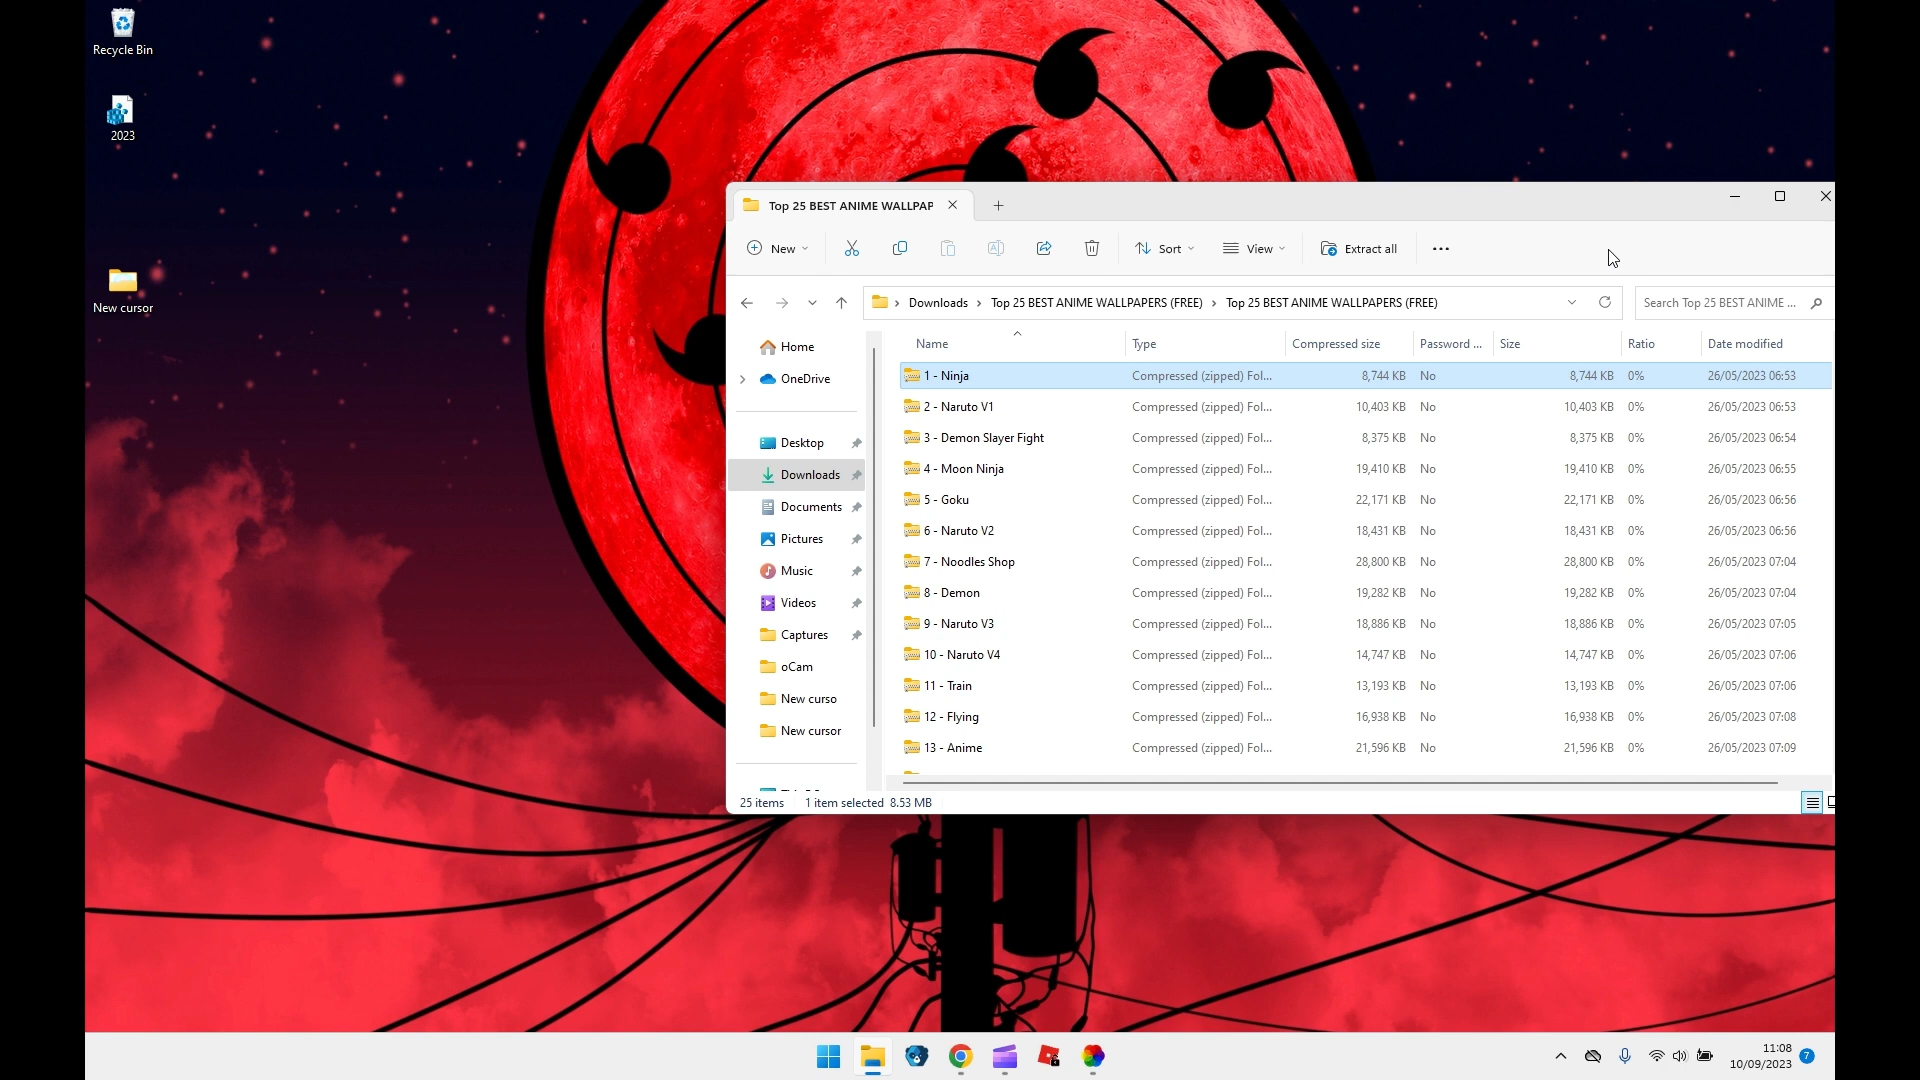 Recycle Bin
2023
New cursor
Top 25 BEST ANIME WALLPAP
New
Sort
View
Extract all
Downloads > Top 25 BEST ANIME WALLPAPERS (FREE) > Top 25 BEST ANIME WALLPAPERS (FREE)
Search Top 25 BEST ANIME ...
Home
OneDrive
Desktop
Downloads
Documents
Pictures
Music
Videos
Captures
oCam
New curso
New cursor
Name Type Compressed size Password ... Size Ratio Date modified
1 - Ninja Compressed (zipped) Fol... 8,744 KB No 8,744 KB 0% 26/05/2023 06:53
2 - Naruto V1 Compressed (zipped) Fol... 10,403 KB No 10,403 KB 0% 26/05/2023 06:53
3 - Demon Slayer Fight Compressed (zipped) Fol... 8,375 KB No 8,375 KB 0% 26/05/2023 06:54
4 - Moon Ninja Compressed (zipped) Fol... 19,410 KB No 19,410 KB 0% 26/05/2023 06:55
5 - Goku Compressed (zipped) Fol... 22,171 KB No 22,171 KB 0% 26/05/2023 06:56
6 - Naruto V2 Compressed (zipped) Fol... 18,431 KB No 18,431 KB 0% 26/05/2023 06:56
7 - Noodles Shop Compressed (zipped) Fol... 28,800 KB No 28,800 KB 0% 26/05/2023 07:04
8 - Demon Compressed (zipped) Fol... 19,282 KB No 19,282 KB 0% 26/05/2023 07:04
9 - Naruto V3 Compressed (zipped) Fol... 18,886 KB No 18,886 KB 0% 26/05/2023 07:05
10 - Naruto V4 Compressed (zipped) Fol... 14,747 KB No 14,747 KB 0% 26/05/2023 07:06
11 - Train Compressed (zipped) Fol... 13,193 KB No 13,193 KB 0% 26/05/2023 07:06
12 - Flying Compressed (zipped) Fol... 16,938 KB No 16,938 KB 0% 26/05/2023 07:08
13 - Anime Compressed (zipped) Fol... 21,596 KB No 21,596 KB 0% 26/05/2023 07:09
25 items 1 item selected 8.53 MB
11:08
10/09/2023
7